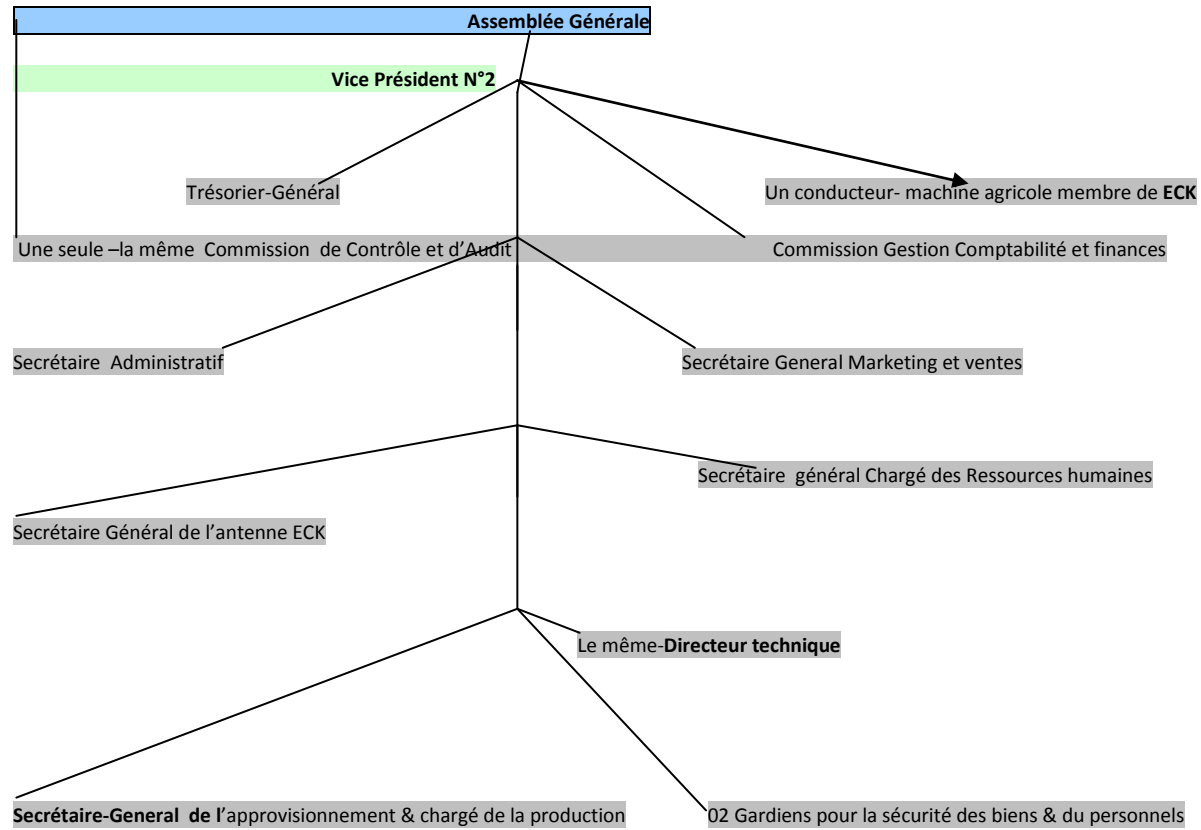 Assemblée Générale
Vice Président N°2
Trésorier-Général
Un conducteur- machine agricole membre de ECK
Une seule –la même Commission de Contrôle et d’Audit
Commission Gestion Comptabilité et finances
Secrétaire Administratif
Secrétaire General Marketing et ventes
Secrétaire général Chargé des Ressources humaines
Secrétaire Général de l’antenne ECK
Le même-Directeur technique
Secrétaire-General de l’approvisionnement & chargé de la production
02 Gardiens pour la sécurité des biens & du personnels